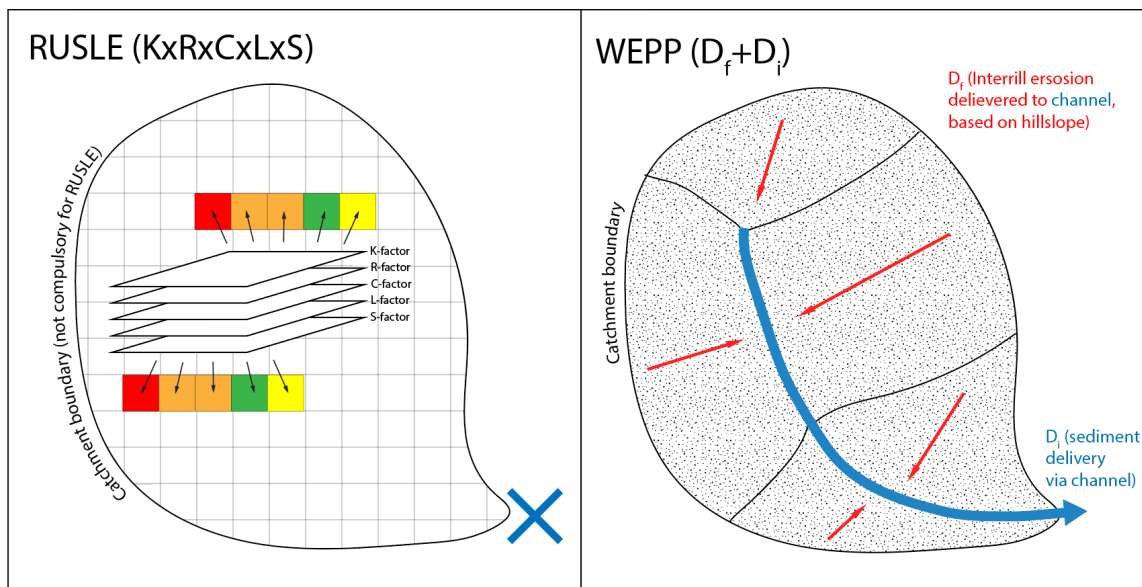 RUSLE (KxRxCxLxS)
Catchment boundary (not compulsory for RUSLE)
K-factor
R-factor
C-factor
L-factor
S-factor
WEPP (Df+Di)
Df (Interrill ersosion
delievered to channel,
based on hillslope)
Catchment boundary
Di (sediment
delivery
via channel)